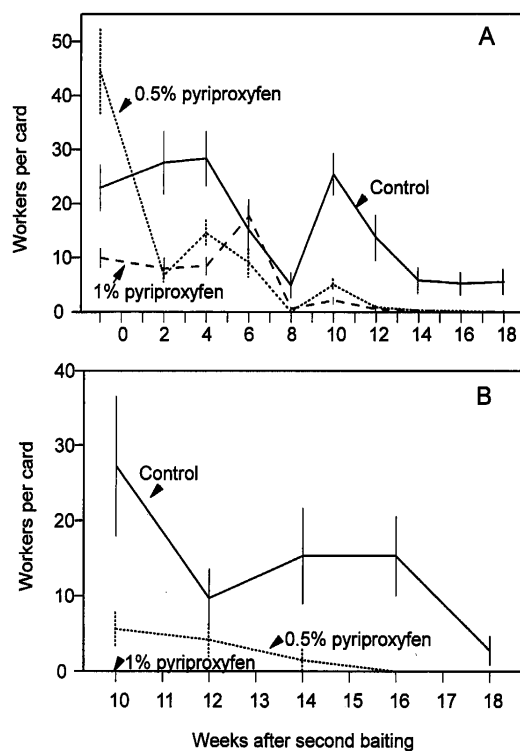 A
50
40
30
20
10
0
Workers per card
0.5% pyriproxyfen
Control
1% pyriproxyfen
0 2 4 6 8 10 12 14 16 18
B
40
30
20
10
0
Workers per card
Control
0.5% pyriproxyfen
1% pyriproxyfen
10 11 12 13 14 15 16 17 18
Weeks after second baiting